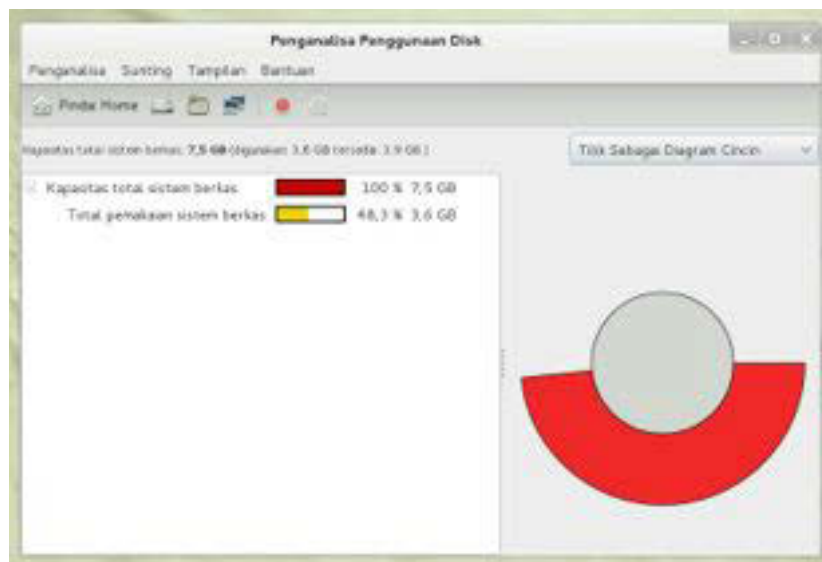 Penganalisa Penggunaan Disk
Penganalisa Sunting Tampilan Bantuan
Pindai Home
Kapasitas total sistem berkas: 7,5 GB (digunakan: 3,6 GB tersedia: 3,9 GB)
Tilik Sebagai Diagram Cincin
Kapasitas total sistem berkas 100 % 7,5 GB
Total pemakaian sistem berkas 48,3 % 3,6 GB